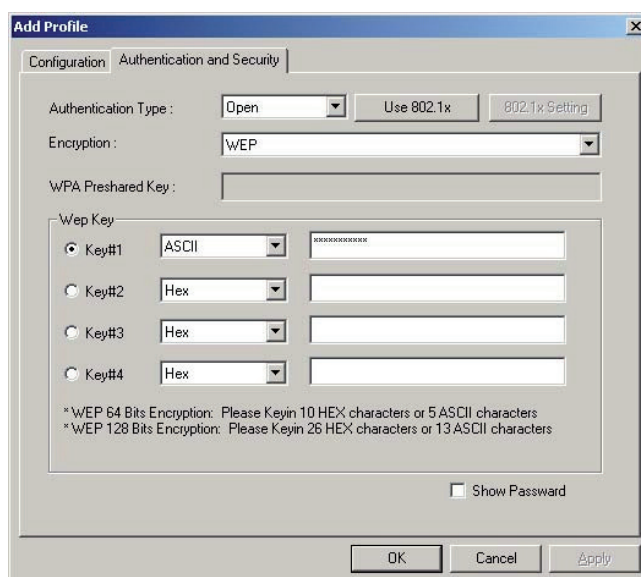 Add Profile
Configuration Authentication and Security
Authentication Type : Open Use 802.1x 802.1x Setting
Encryption : WEP
WPA Preshared Key :
Wep Key
Key#1 ASCII ***********
Key#2 Hex
Key#3 Hex
Key#4 Hex
* WEP 64 Bits Encryption: Please Keyin 10 HEX characters or 5 ASCII characters
* WEP 128 Bits Encryption: Please Keyin 26 HEX characters or 13 ASCII characters
Show Passward
OK Cancel Apply